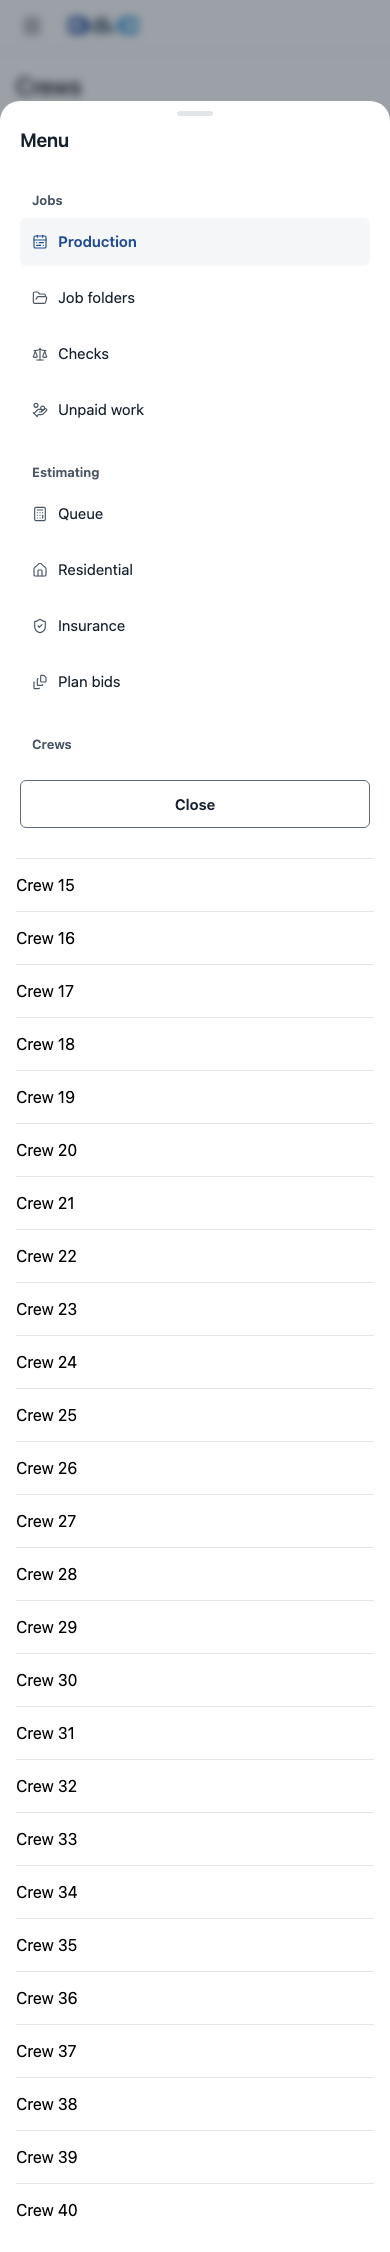 Crews
Menu
Jobs
Production
Job folders
Checks
Unpaid work
Estimating
Queue
Residential
Insurance
Plan bids
Crews
Close
Crew 15
Crew 16
Crew 17
Crew 18
Crew 19
Crew 20
Crew 21
Crew 22
Crew 23
Crew 24
Crew 25
Crew 26
Crew 27
Crew 28
Crew 29
Crew 30
Crew 31
Crew 32
Crew 33
Crew 34
Crew 35
Crew 36
Crew 37
Crew 38
Crew 39
Crew 40